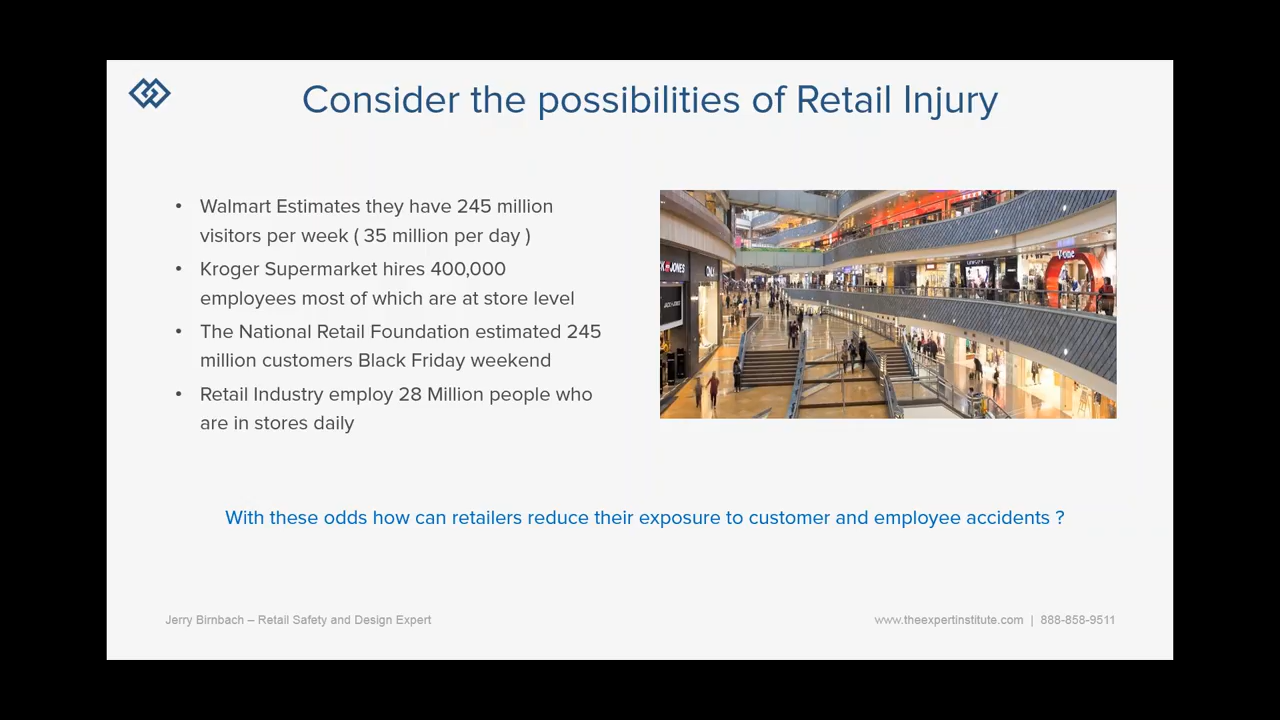 Consider the possibilities of Retail Injury
• Walmart Estimates they have 245 million
visitors per week ( 35 million per day )
• Kroger Supermarket hires 400,000
employees most of which are at store level
• The National Retail Foundation estimated 245
million customers Black Friday weekend
• Retail Industry employ 28 Million people who
are in stores daily
JONES
ONLY
With these odds how can retailers reduce their exposure to customer and employee accidents ?
Jerry Birnbach – Retail Safety and Design Expert
www.theexpertinstitute.com | 888-858-9511